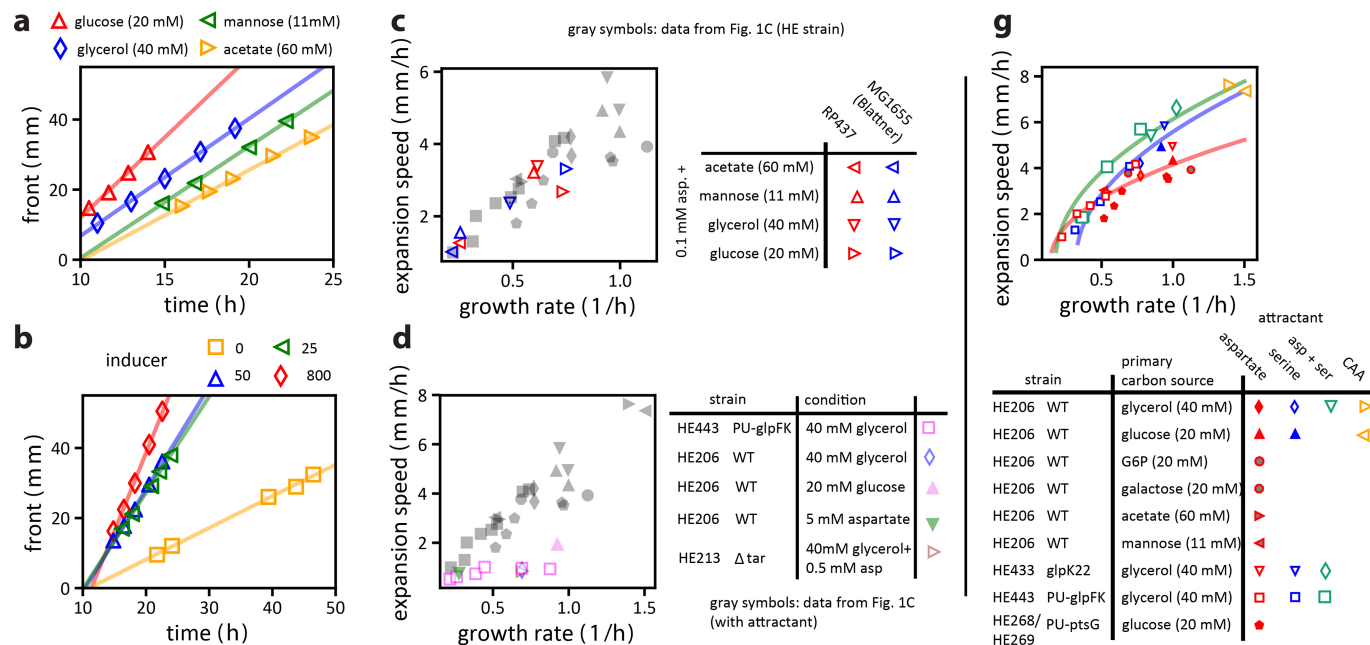 a
glucose (20 mM)
mannose (11mM)
glycerol (40 mM)
acetate (60 mM)
front (mm)
40
20
0
10
15
20
25
time (h)
b
inducer
0
25
50
800
front (mm)
40
20
0
10
20
30
40
50
time (h)
c
gray symbols: data from Fig. 1C (HE strain)
expansion speed (mm/h)
6
4
2
0.5
1.0
growth rate (1/h)
RP437
MG1655
(Blattner)
0.1 mM asp. +
acetate (60 mM)
mannose (11 mM)
glycerol (40 mM)
glucose (20 mM)
d
expansion speed (mm/h)
8
6
4
2
0.5
1.0
1.5
growth rate (1/h)
strain condition
HE443 PU-glpFK 40 mM glycerol
HE206 WT 40 mM glycerol
HE206 WT 20 mM glucose
HE206 WT 5 mM aspartate
HE213 Δ tar 40mM glycerol+
0.5 mM asp
gray symbols: data from Fig. 1C
(with attractant)
g
expansion speed (mm/h)
8
6
4
2
0
0.5
1.0
1.5
growth rate (1/h)
attractant
aspartate
serine
asp + ser
CAA
strain
primary
carbon source
HE206 WT glycerol (40 mM)
HE206 WT glucose (20 mM)
HE206 WT G6P (20 mM)
HE206 WT galactose (20 mM)
HE206 WT acetate (60 mM)
HE206 WT mannose (11 mM)
HE433 glpK22 glycerol (40 mM)
HE443 PU-glpFK glycerol (40 mM)
HE268/
HE269 PU-ptsG glucose (20 mM)